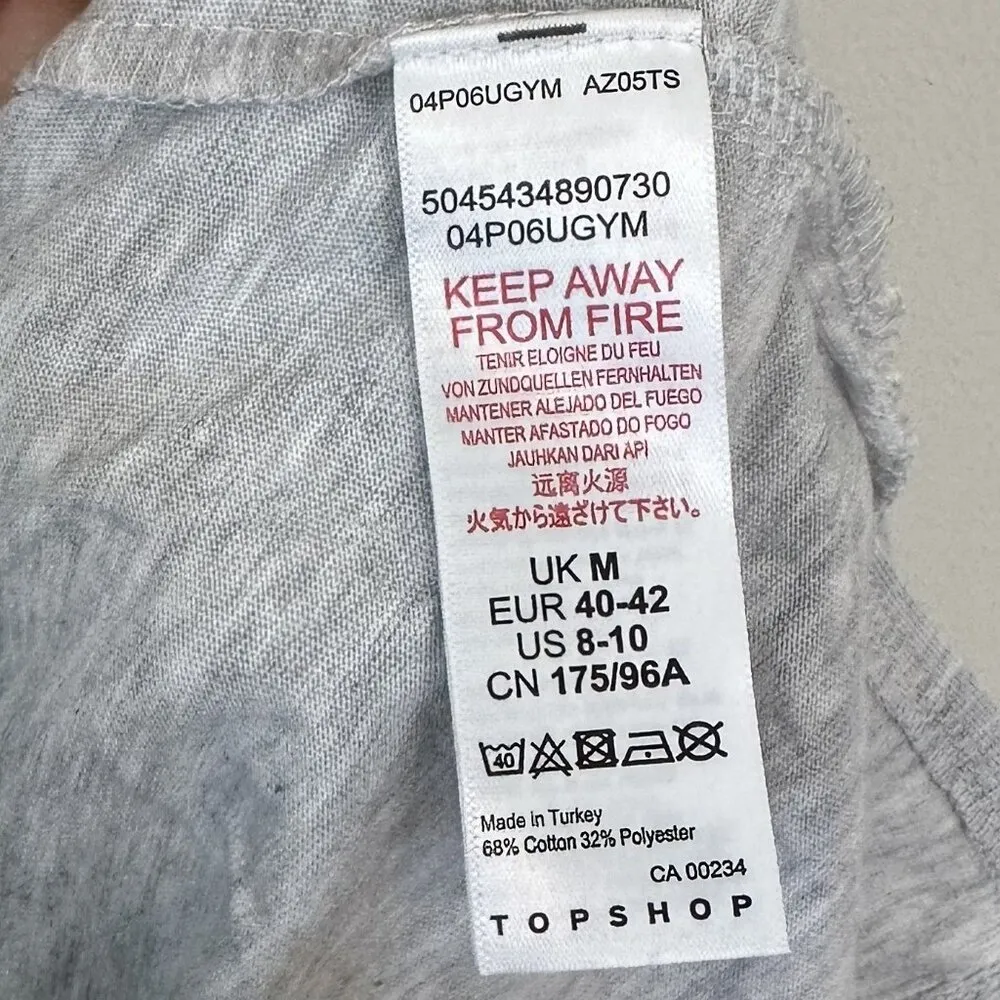 04P06UGYM AZ05TS
5045434890730
04P06UGYM
KEEP AWAY
FROM FIRE
TENIR ELOIGNE DU FEU
VON ZUNDQUELLEN FERNHALTEN
MANTENER ALEJADO DEL FUEGO
MANTER AFASTADO DO FOGO
JAUHKAN DARI API
远离火源
火気から遠ざけて下さい。
UK M
EUR 40-42
US 8-10
CN 175/96A
40
Made in Turkey
68% Cotton 32% Polyester
CA 00234
TOPSHOP